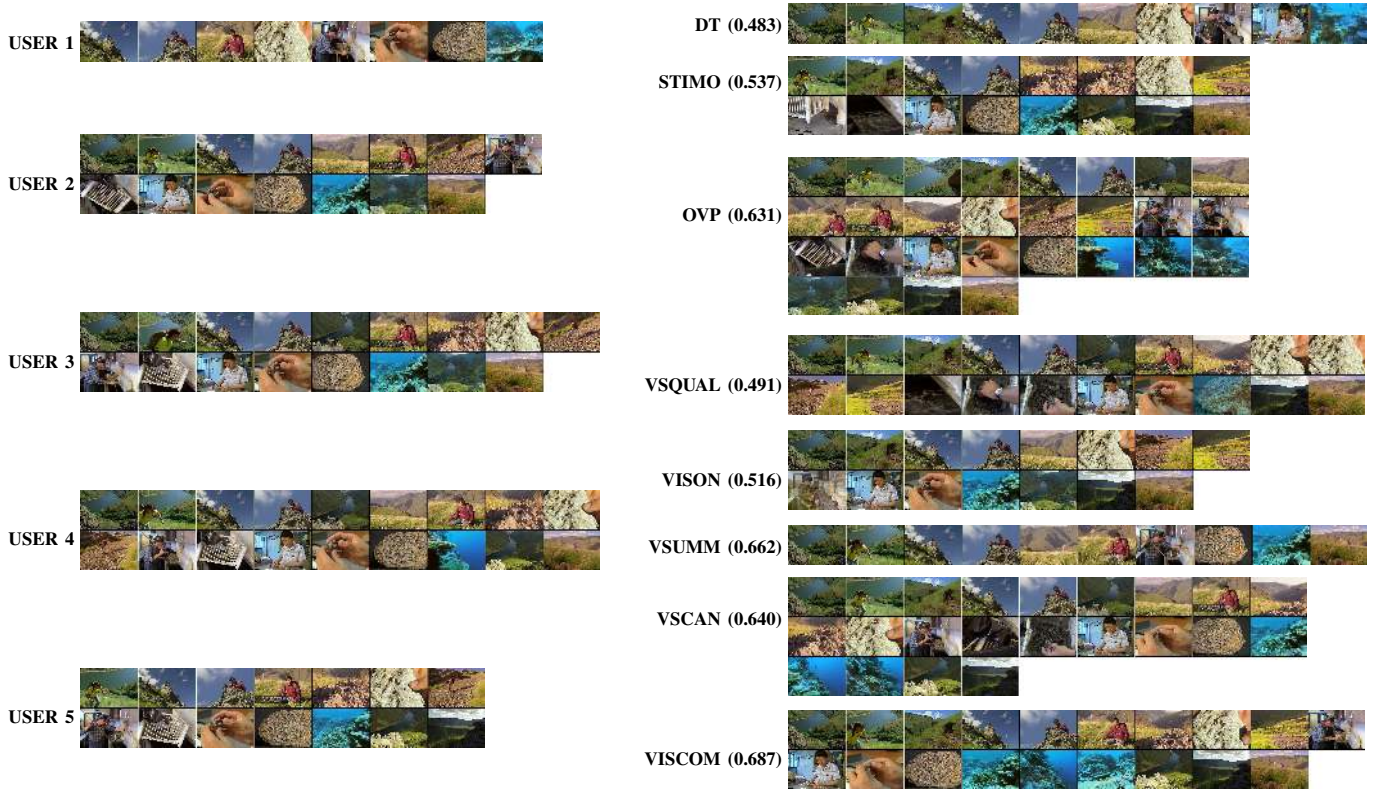 USER 1
USER 2
USER 3
USER 4
USER 5
DT (0.483)
STIMO (0.537)
OVP (0.631)
VSQUAL (0.491)
VISON (0.516)
VSUMM (0.662)
VSCAN (0.640)
VISCOM (0.687)